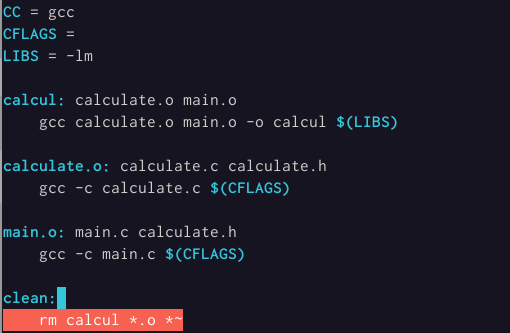 CC = gcc
CFLAGS =
LIBS = -lm
calcul: calculate.o main.o
    gcc calculate.o main.o -o calcul $(LIBS)
calculate.o: calculate.c calculate.h
    gcc -c calculate.c $(CFLAGS)
main.o: main.c calculate.h
    gcc -c main.c $(CFLAGS)
clean:
    rm calcul *.o *~